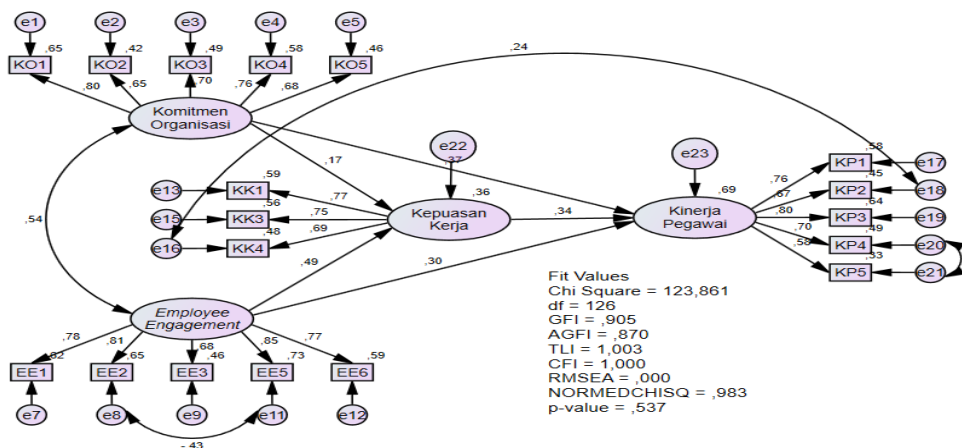 e1 e2 e3 e4 e5
,65 ,42 ,49 ,58 ,46
KO1 KO2 KO3 KO4 KO5
,80 ,65 ,70 ,76 ,68
Komitmen
Organisasi
,24
,54
,17
,37
e22
e23
e13 ,59 KK1 ,77
e15 ,56 KK3 ,75
e16 ,48 KK4 ,69
,36
Kepuasan
Kerja
,34
,69
Kinerja
Pegawai
,58 KP1 e17 ,76
,45 KP2 e18 ,67
,64 KP3 e19 ,80
,49 KP4 e20 ,70
,33 KP5 e21 ,58
,49
,30
Employee
Engagement
,78 ,81 ,68 ,85 ,77
,62 ,65 ,46 ,73 ,59
EE1 EE2 EE3 EE5 EE6
e7 e8 e9 e11 e12
-,43
Fit Values
Chi Square = 123,861
df = 126
GFI = ,905
AGFI = ,870
TLI = 1,003
CFI = 1,000
RMSEA = ,000
NORMEDCHISQ = ,983
p-value = ,537